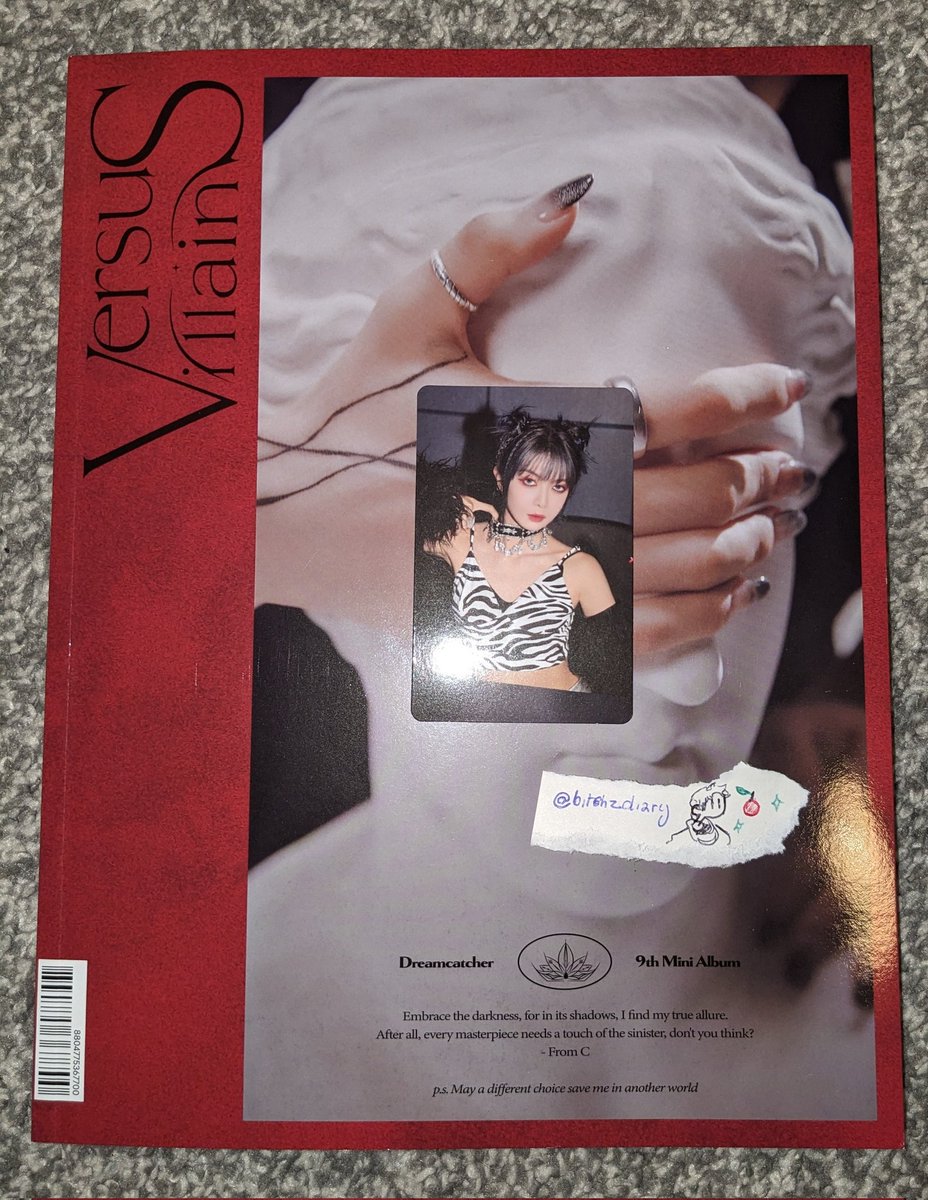 VersuS
Villain
@bitchzdiary
Dreamcatcher
9th Mini Album
Embrace the darkness, for in its shadows, I find my true allure.
After all, every masterpiece needs a touch of the sinister, don't you think?
- From C
p.s. May a different choice save me in another world
8804775367700